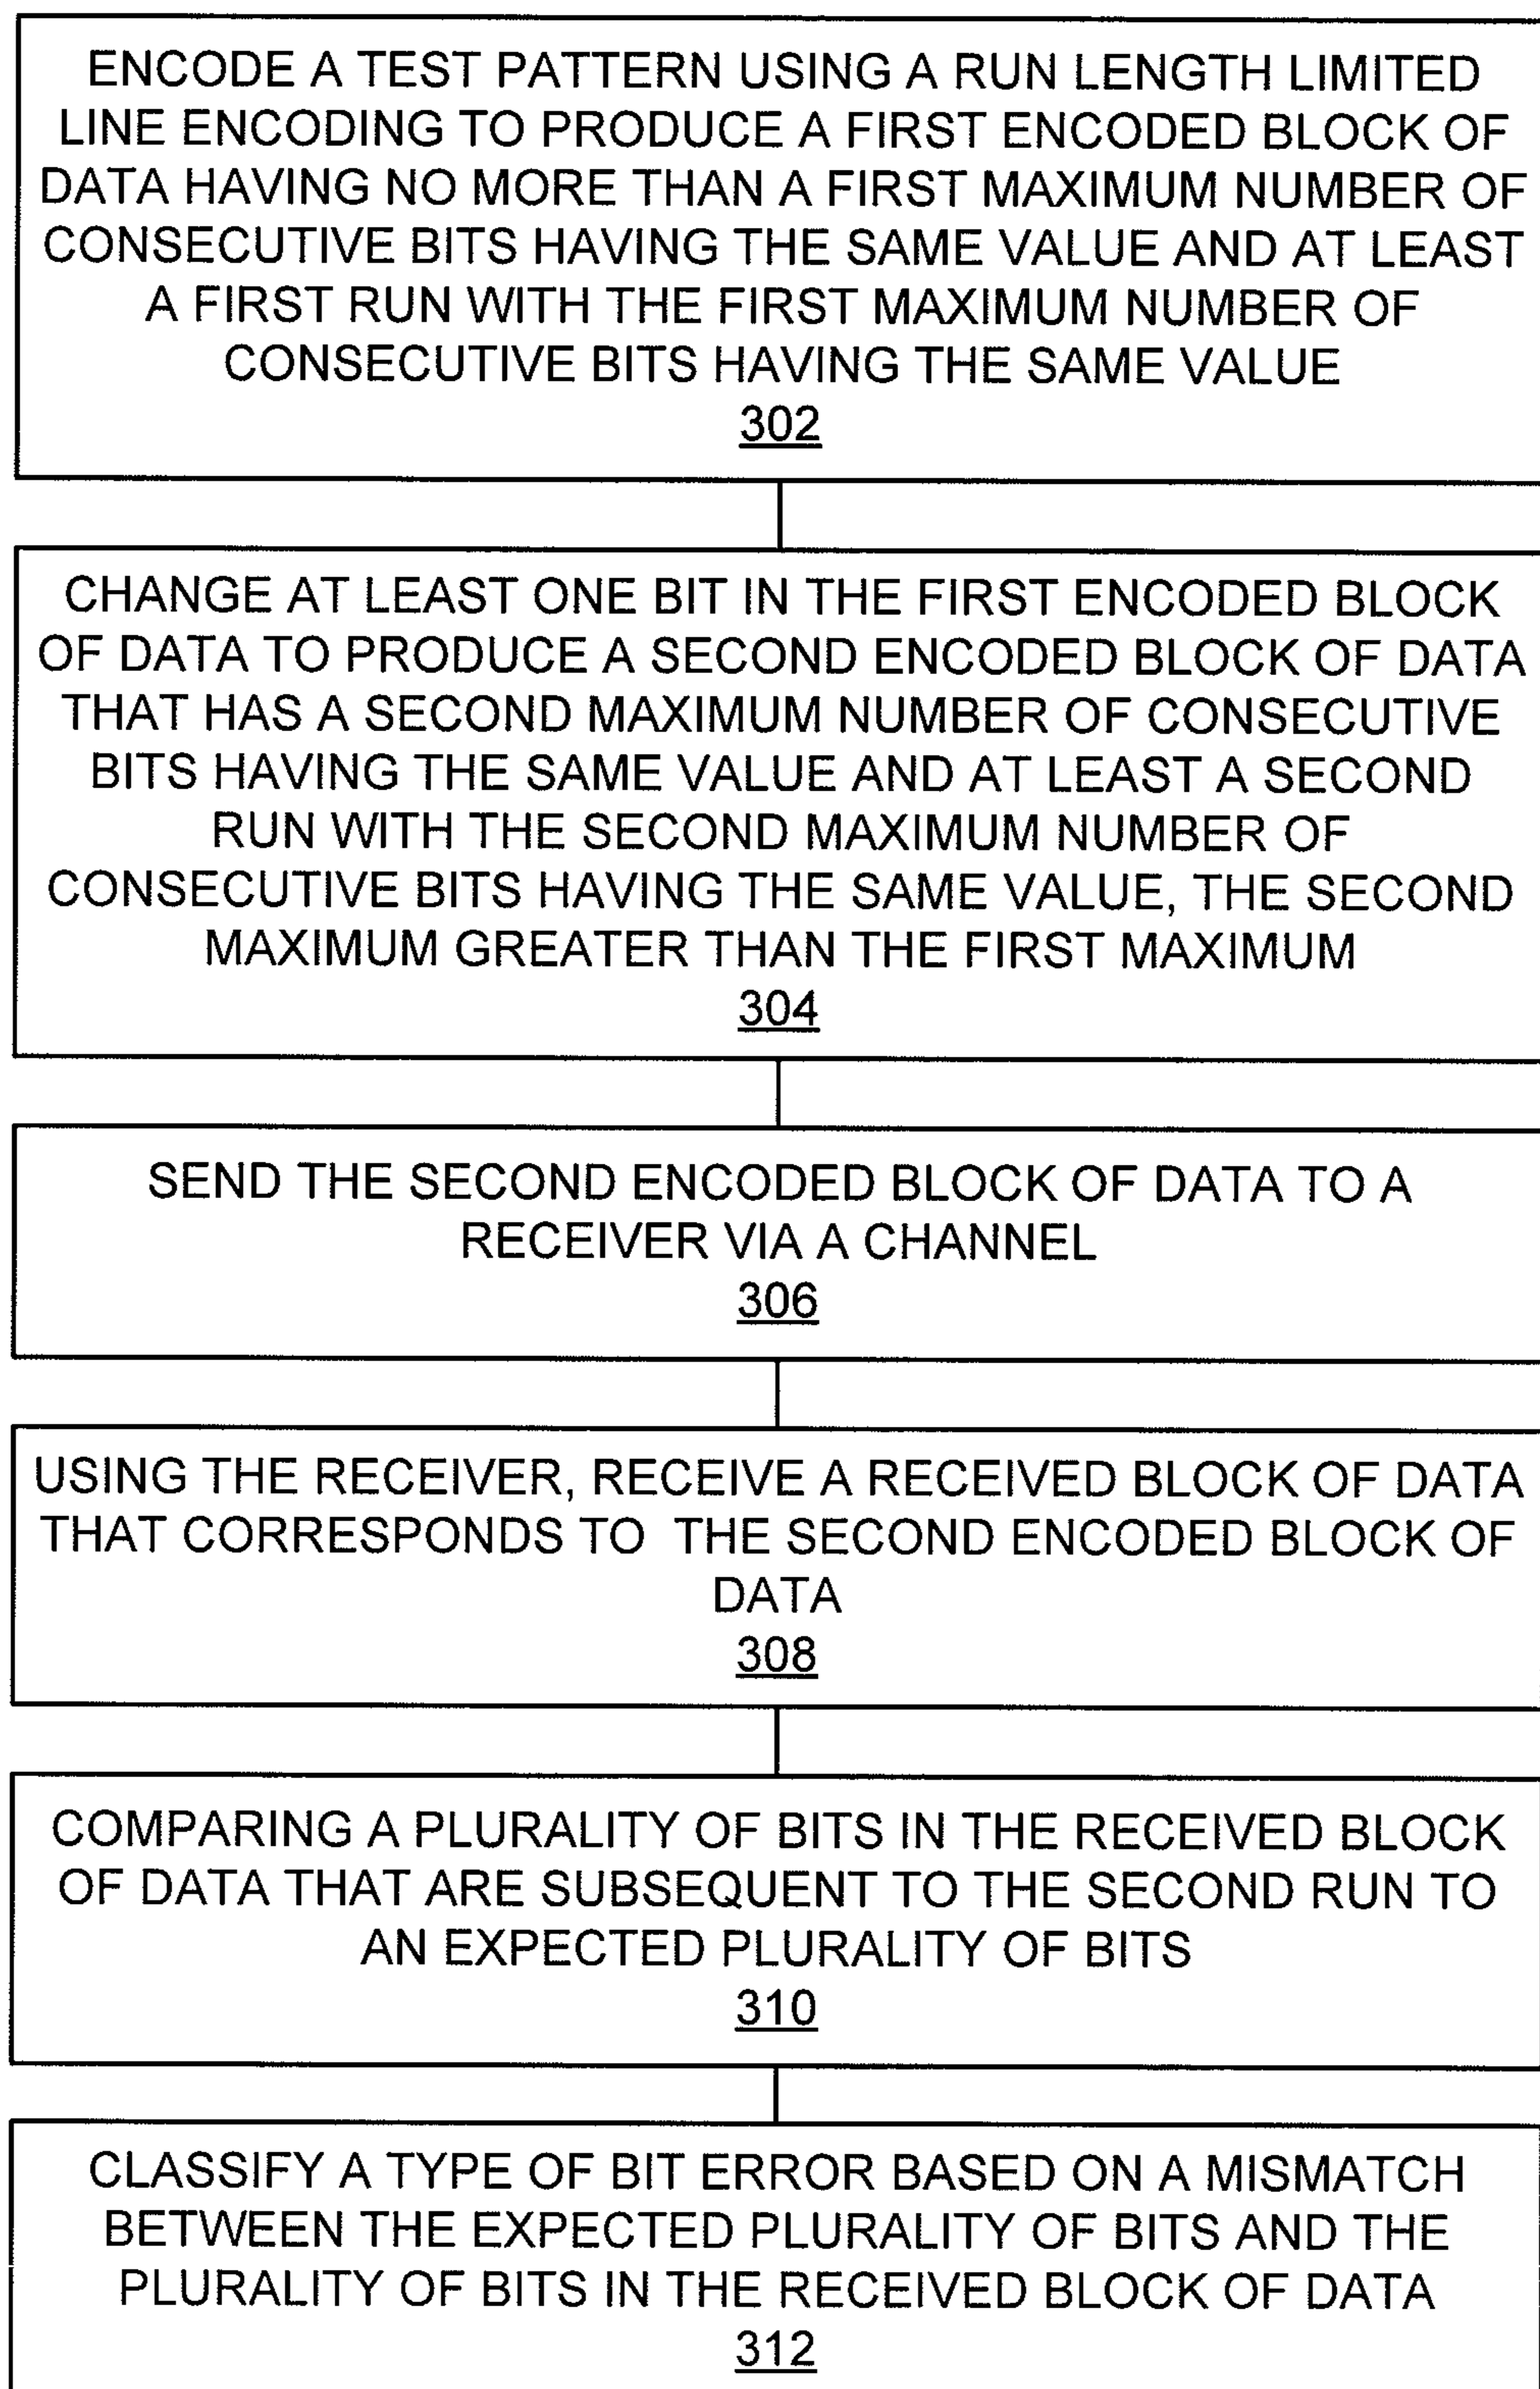 ENCODE A TEST PATTERN USING A RUN LENGTH LIMITED
LINE ENCODING TO PRODUCE A FIRST ENCODED BLOCK OF
DATA HAVING NO MORE THAN A FIRST MAXIMUM NUMBER OF
CONSECUTIVE BITS HAVING THE SAME VALUE AND AT LEAST
A FIRST RUN WITH THE FIRST MAXIMUM NUMBER OF
CONSECUTIVE BITS HAVING THE SAME VALUE
302
CHANGE AT LEAST ONE BIT IN THE FIRST ENCODED BLOCK
OF DATA TO PRODUCE A SECOND ENCODED BLOCK OF DATA
THAT HAS A SECOND MAXIMUM NUMBER OF CONSECUTIVE
BITS HAVING THE SAME VALUE AND AT LEAST A SECOND
RUN WITH THE SECOND MAXIMUM NUMBER OF
CONSECUTIVE BITS HAVING THE SAME VALUE, THE SECOND
MAXIMUM GREATER THAN THE FIRST MAXIMUM
304
SEND THE SECOND ENCODED BLOCK OF DATA TO A
RECEIVER VIA A CHANNEL
306
USING THE RECEIVER, RECEIVE A RECEIVED BLOCK OF DATA
THAT CORRESPONDS TO THE SECOND ENCODED BLOCK OF
DATA
308
COMPARING A PLURALITY OF BITS IN THE RECEIVED BLOCK
OF DATA THAT ARE SUBSEQUENT TO THE SECOND RUN TO
AN EXPECTED PLURALITY OF BITS
310
CLASSIFY A TYPE OF BIT ERROR BASED ON A MISMATCH
BETWEEN THE EXPECTED PLURALITY OF BITS AND THE
PLURALITY OF BITS IN THE RECEIVED BLOCK OF DATA
312